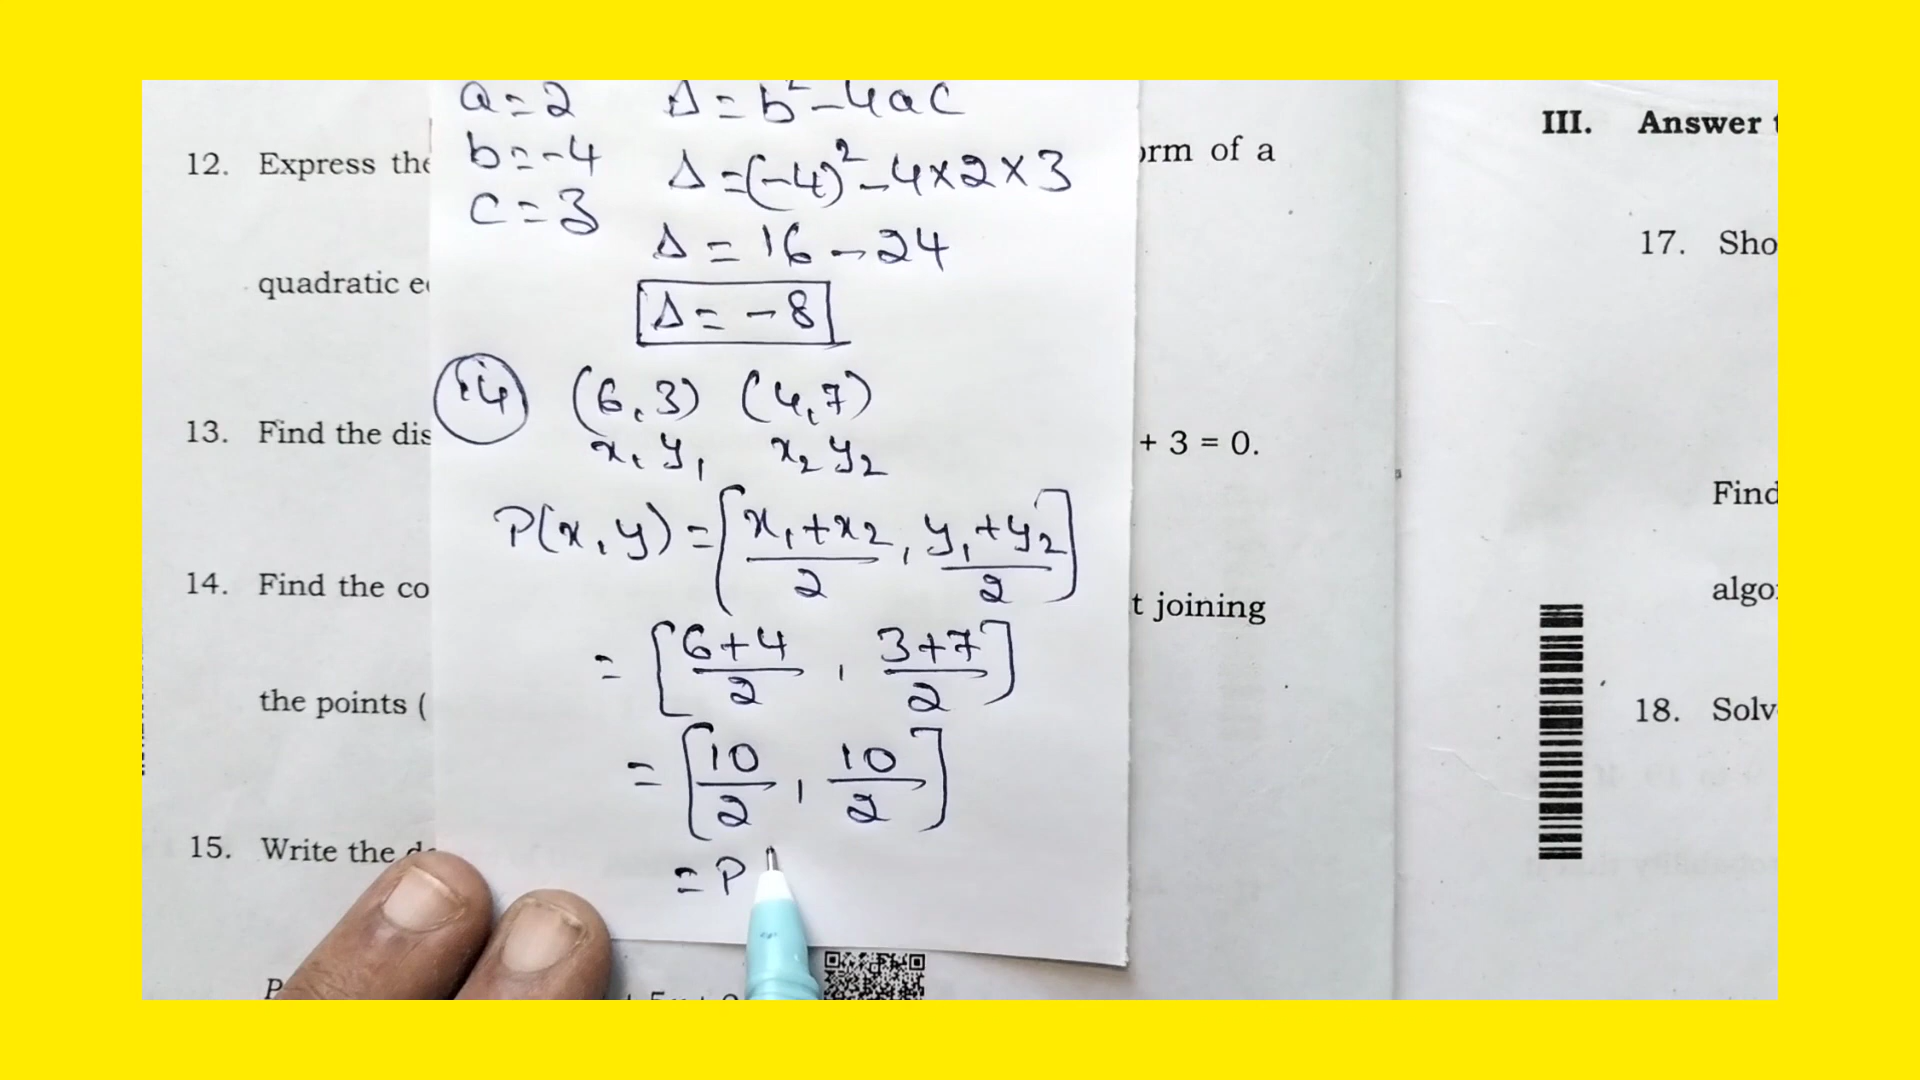 a = 2 Δ = b² - 4ac
b = -4 Δ = (-4)² - 4×2×3
c = 3
Δ = 16 - 24
Δ = -8
14 (6, 3) (4, 7)
x₁ y₁ x₂ y₂
P(x, y) = [x₁+x₂/2, y₁+y₂/2]
= [6+4/2, 3+7/2]
= [10/2, 10/2]
= P
12. Express the orm of a
quadratic e
13. Find the dis + 3 = 0.
14. Find the co t joining
the points (
15. Write the
P
III. Answer
17. Sho
Find
algo
18. Solv